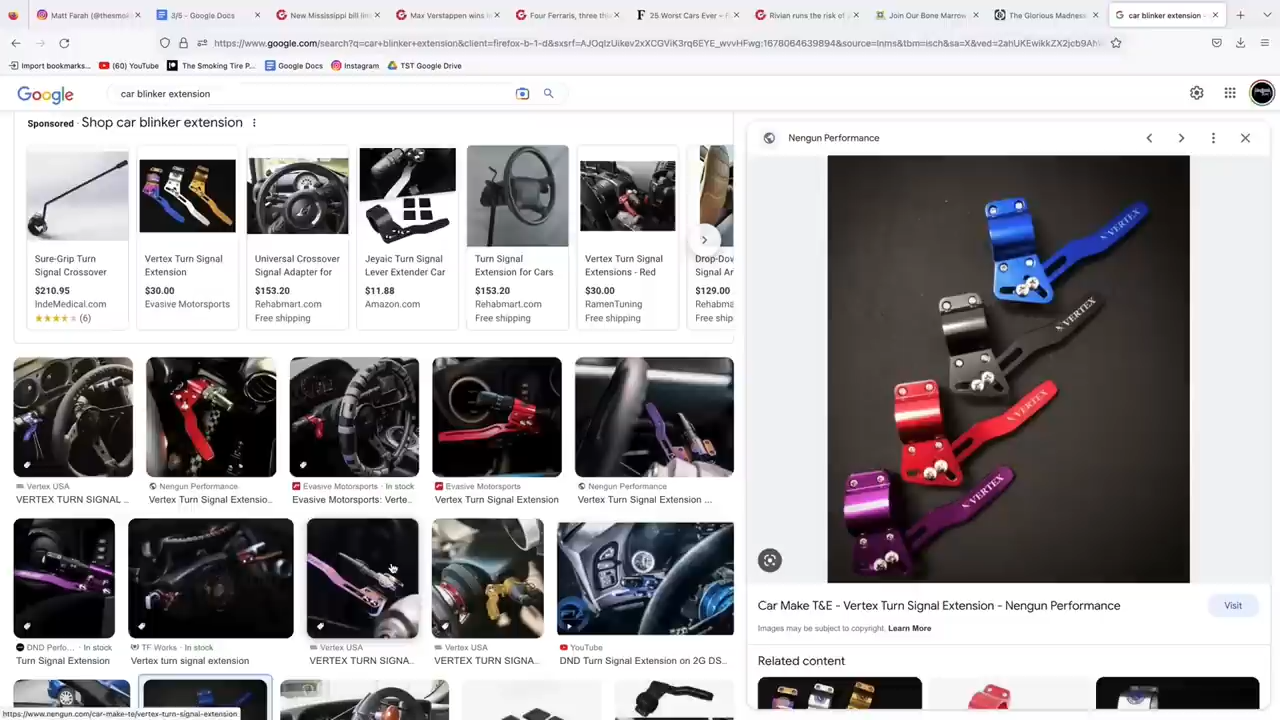 Matt Farah (@thesmok
3/5 - Google Docs
New Mississippi bill lim
Max Verstappen wins i
Four Ferraris, three thi
25 Worst Cars Ever – F
Rivian runs the risk of
Join Our Bone Marrow
The Glorious Madness
car blinker extension -
https://www.google.com/search?q=car+blinker+extension&client=firefox-b-1-d&sxsrf=AJOqlzUikev2xXCGViK3rq6EYE_wvvHFwg:1678064639894&source=lnms&tbm=isch&sa=X&ved=2ahUKEwikkZX2jcb9AhW
Import bookmarks...
(60) YouTube
The Smoking Tire P...
Google Docs
Instagram
TST Google Drive
Google
car blinker extension
Sponsored · Shop car blinker extension
Sure-Grip Turn
Signal Crossover
$210.95
IndeMedical.com
(6)
Vertex Turn Signal
Extension
$30.00
Evasive Motorsports
Universal Crossover
Signal Adapter for
$153.20
Rehabmart.com
Free shipping
Jeyaic Turn Signal
Lever Extender Car
$11.88
Amazon.com
Turn Signal
Extension for Cars
$153.20
Rehabmart.com
Free shipping
Vertex Turn Signal
Extensions - Red
$30.00
RamenTuning
Free shipping
Drop-Dow
Signal Ar
$129.00
Rehabma
Free ship
Vertex USA
VERTEX TURN SIGNAL ...
Nengun Performance
Vertex Turn Signal Extensio...
Evasive Motorsports · In stock
Evasive Motorsports: Verte...
Evasive Motorsports
Vertex Turn Signal Extension
Nengun Performance
Vertex Turn Signal Extension ...
DND Perfo... · In stock
Turn Signal Extension
TF Works · In stock
Vertex turn signal extension
Vertex USA
VERTEX TURN SIGNA...
Vertex USA
VERTEX TURN SIGNA...
YouTube
DND Turn Signal Extension on 2G DS...
https://www.nengun.com/car-make-te/vertex-turn-signal-extension
Nengun Performance
VERTEX
VERTEX
VERTEX
VERTEX
Car Make T&E - Vertex Turn Signal Extension - Nengun Performance
Visit
Images may be subject to copyright. Learn More
Related content